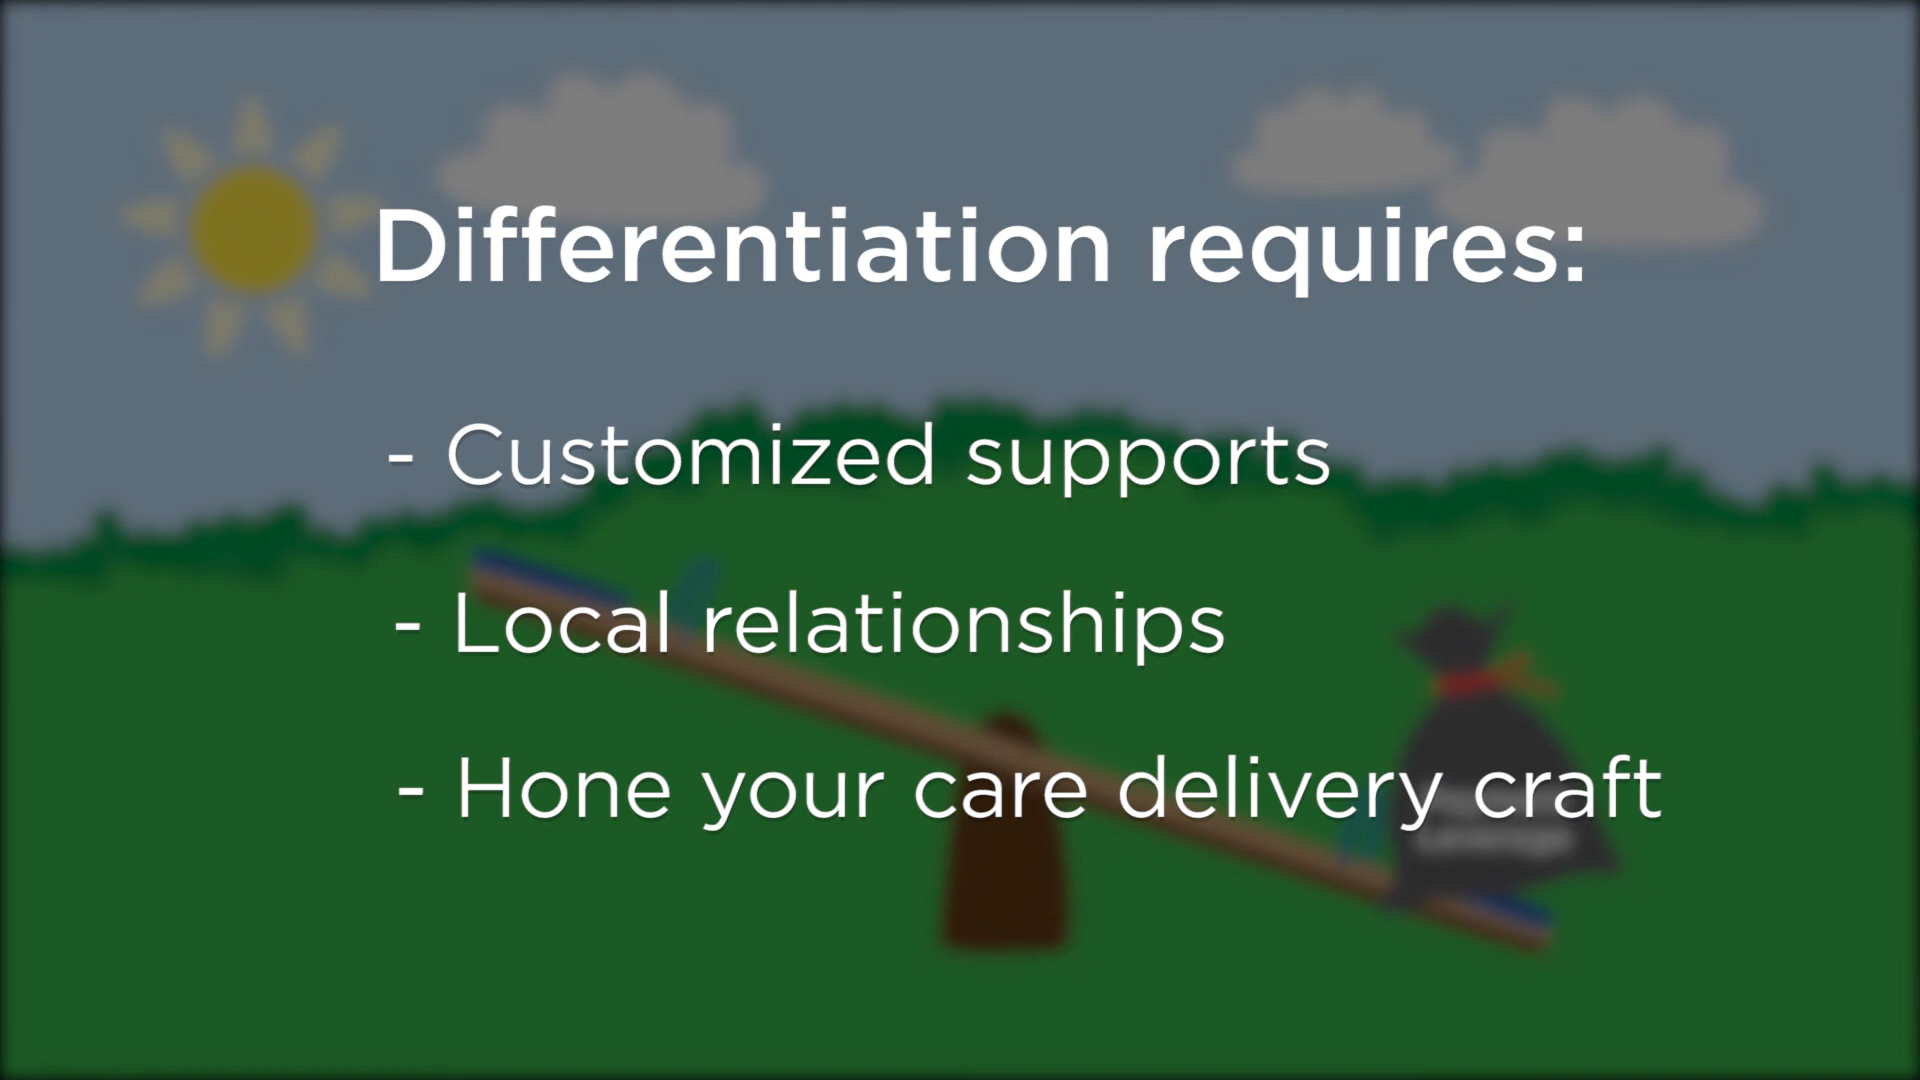 Differentiation requires:
- Customized supports
- Local relationships
- Hone your care delivery craft